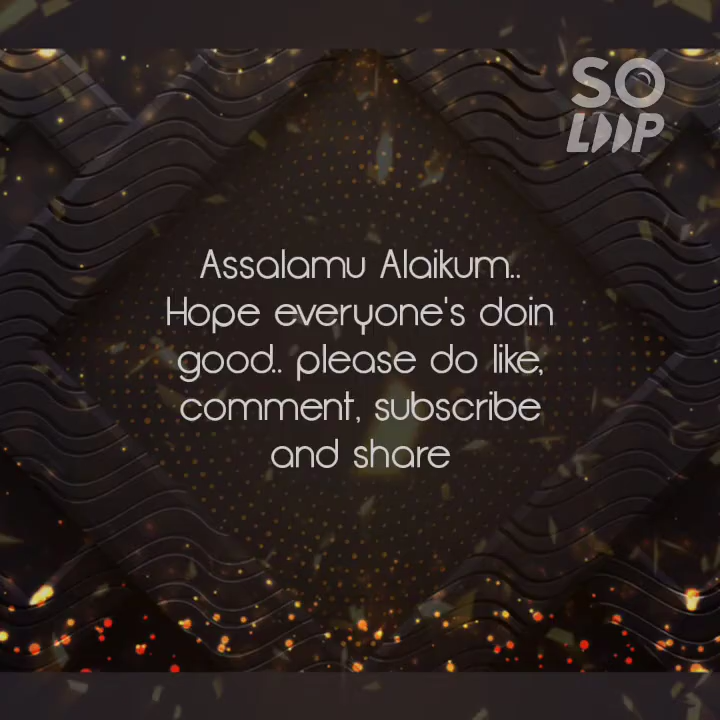 SO
LOOP
Assalamu Alaikum..
Hope everyone's doin
good.. please do like,
comment, subscribe
and share